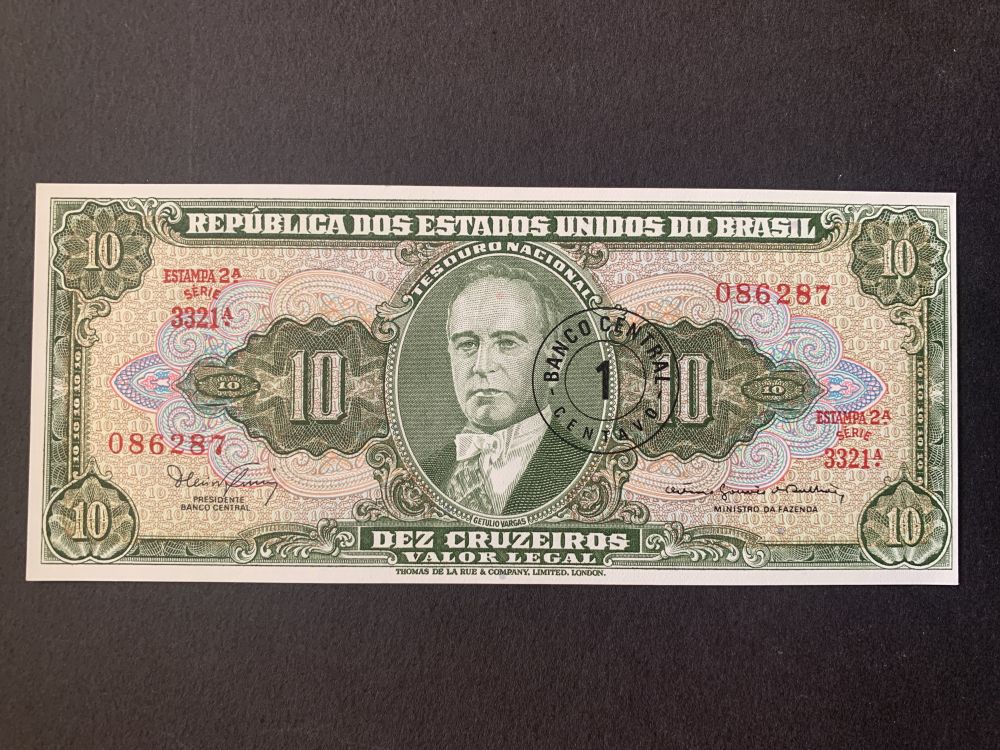 REPÚBLICA DOS ESTADOS UNIDOS DO BRASIL
10
10
TESOURO NACIONAL
ESTAMPA 2ª
SÉRIE
3321ª
086287
BANCO CENTRAL
1
CENTAVO
10
10
10
10
086287
ESTAMPA 2ª
SÉRIE
3321ª
PRESIDENTE
BANCO CENTRAL
MINISTRO DA FAZENDA
GETULIO VARGAS
10
10
DEZ CRUZEIROS
VALOR LEGAL
THOMAS DE LA RUE & COMPANY, LIMITED, LONDON.